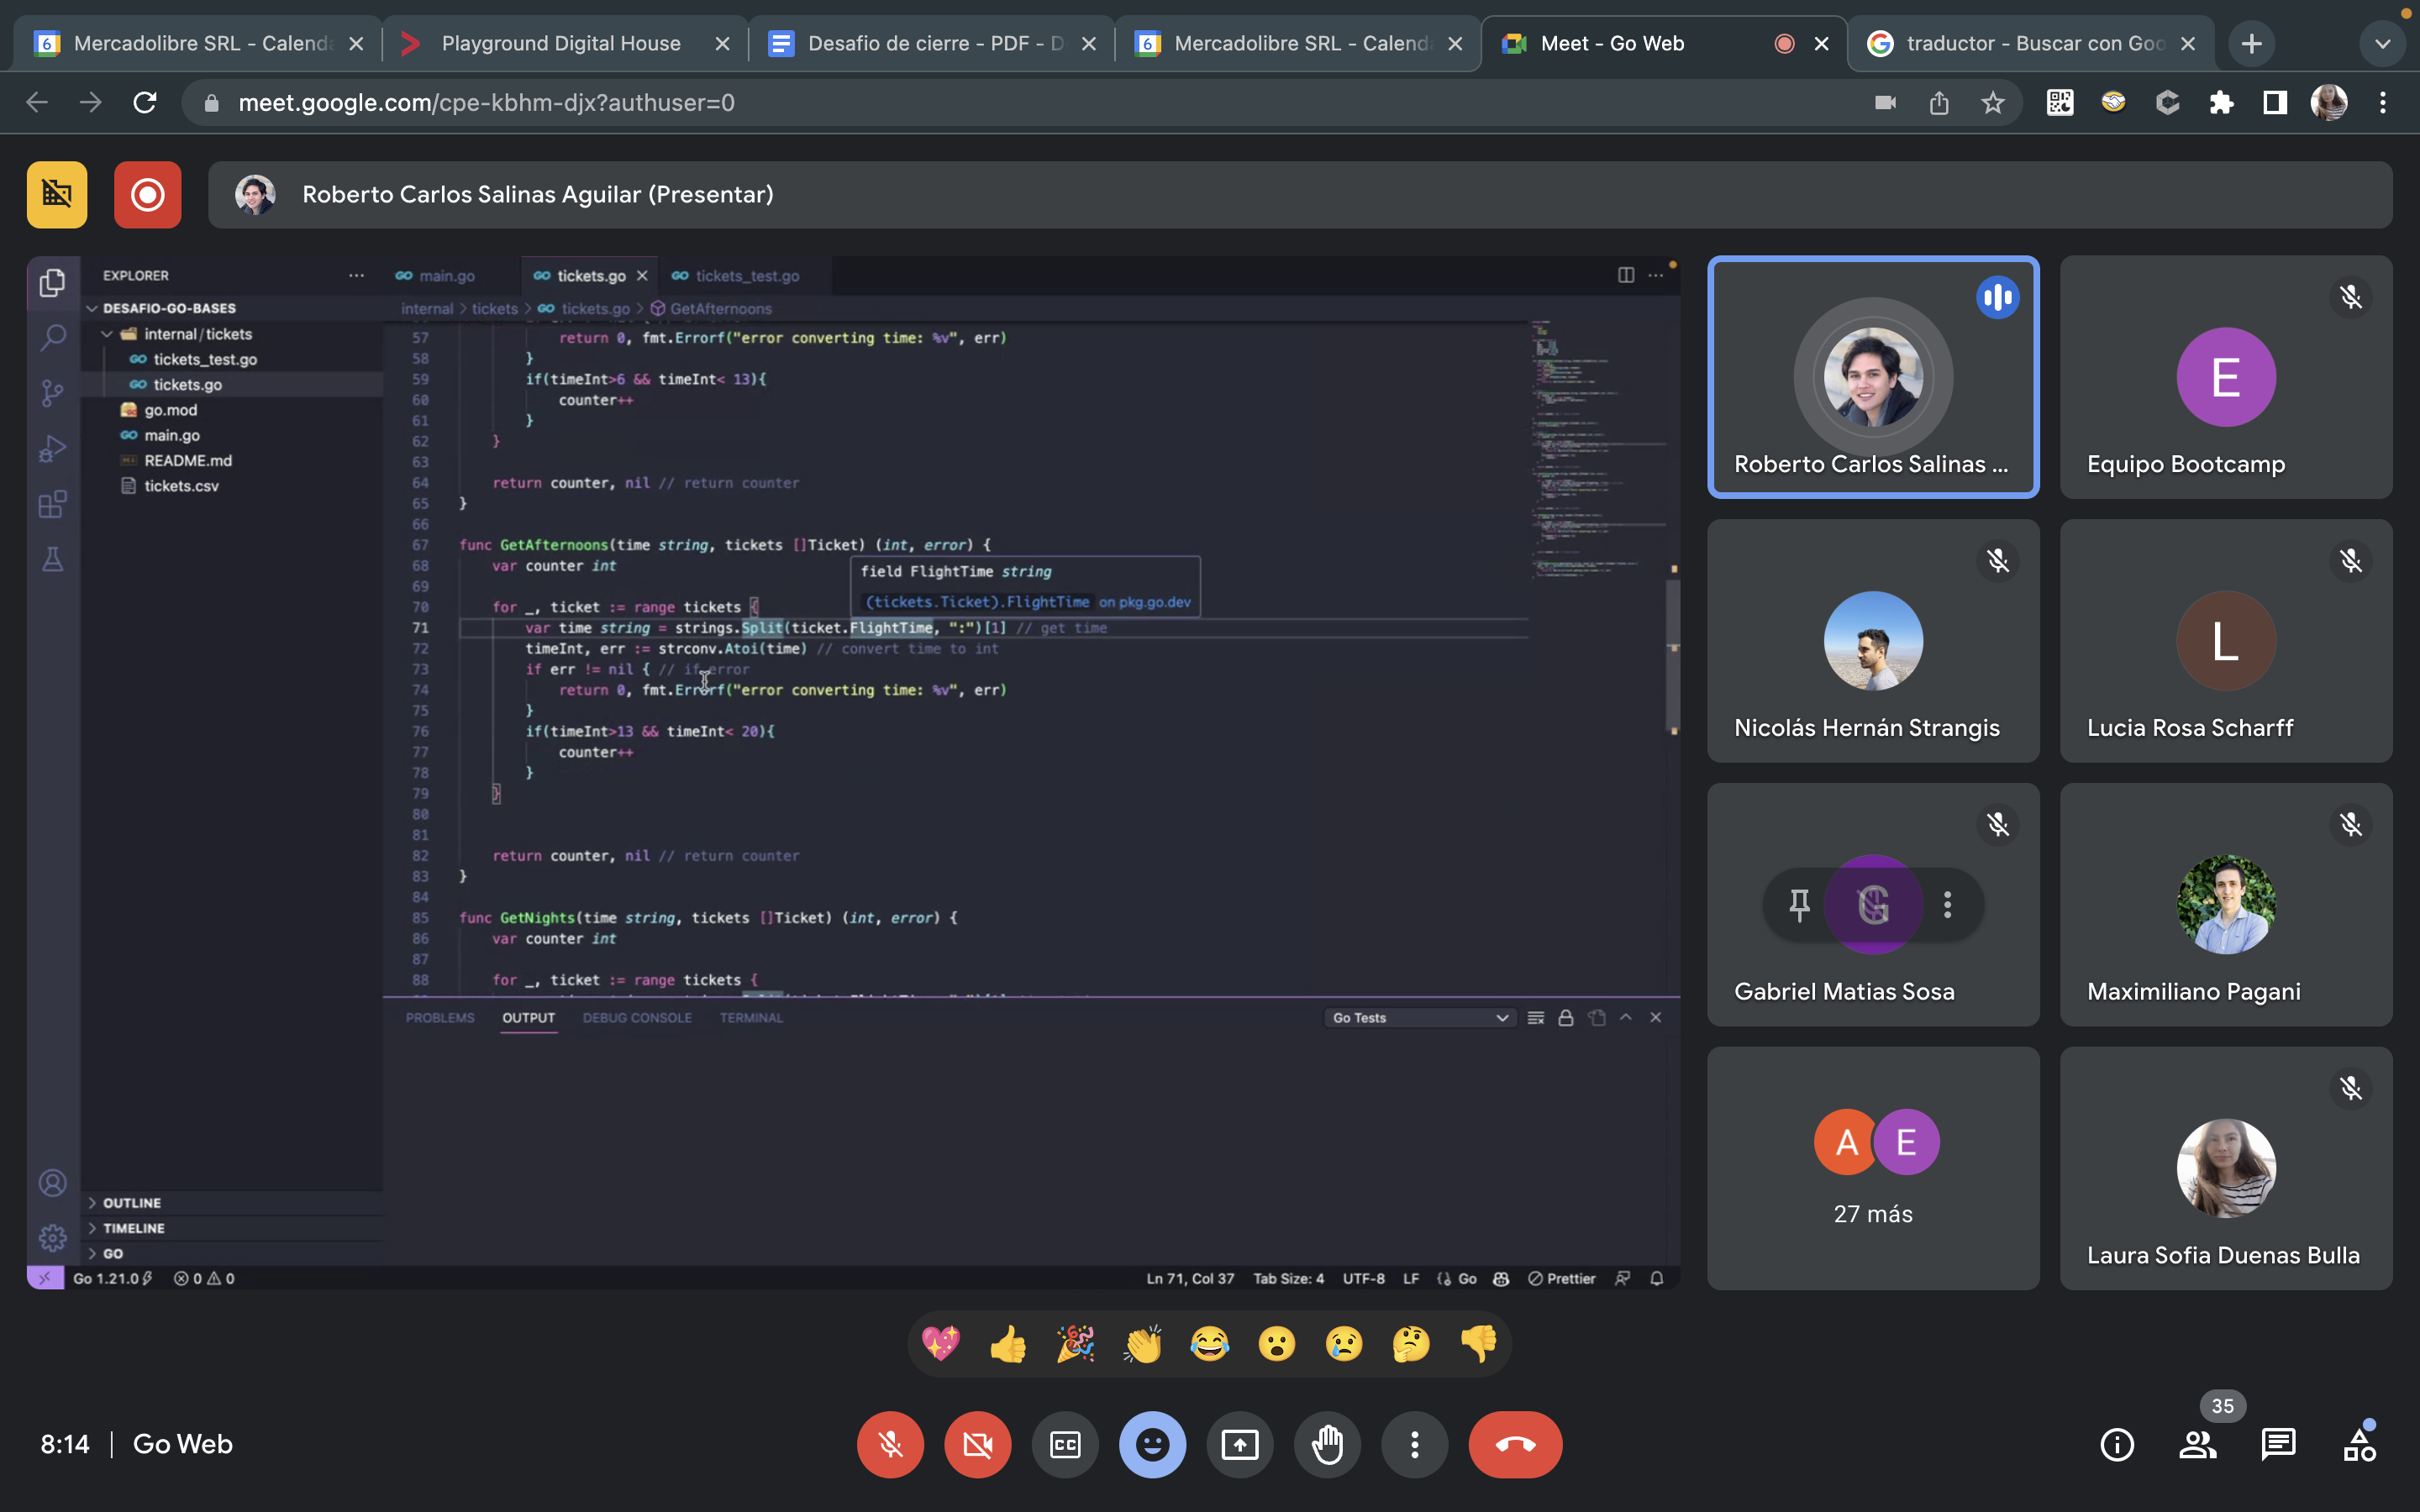 Mercadolibre SRL - Calenda
Playground Digital House
Desafio de cierre - PDF - D
Mercadolibre SRL - Calenda
Meet - Go Web
traductor - Buscar con Goo
meet.google.com/cpe-kbhm-djx?authuser=0
Roberto Carlos Salinas Aguilar (Presentar)
EXPLORER
DESAFIO-GO-BASES
internal/tickets
tickets_test.go
tickets.go
go.mod
main.go
README.md
tickets.csv
OUTLINE
TIMELINE
GO
main.go
tickets.go
tickets_test.go
internal > tickets > tickets.go > GetAfternoons
57 return 0, fmt.Errorf("error converting time: %v", err)
58 }
59 if(timeInt>6 && timeInt< 13){
60 counter++
61 }
62 }
63
64 return counter, nil // return counter
65 }
66
67 func GetAfternoons(time string, tickets []Ticket) (int, error) {
68 var counter int
69
70 for _, ticket := range tickets {
71 var time string = strings.Split(ticket.FlightTime, ":")[1] // get time
72 timeInt, err := strconv.Atoi(time) // convert time to int
73 if err != nil { // if error
74 return 0, fmt.Errorf("error converting time: %v", err)
75 }
76 if(timeInt>13 && timeInt< 20){
77 counter++
78 }
79 }
80
81
82 return counter, nil // return counter
83 }
84
85 func GetNights(time string, tickets []Ticket) (int, error) {
86 var counter int
87
88 for _, ticket := range tickets {
field FlightTime string
(tickets.Ticket).FlightTime on pkg.go.dev
PROBLEMS OUTPUT DEBUG CONSOLE TERMINAL
Go Tests
Go 1.21.0 0 0
Ln 71, Col 37 Tab Size: 4 UTF-8 LF Go Prettier
Roberto Carlos Salinas ...
E
Equipo Bootcamp
Nicolás Hernán Strangis
L
Lucia Rosa Scharff
G
Gabriel Matias Sosa
Maximiliano Pagani
A E
27 más
Laura Sofia Duenas Bulla
8:14 | Go Web
CC
35